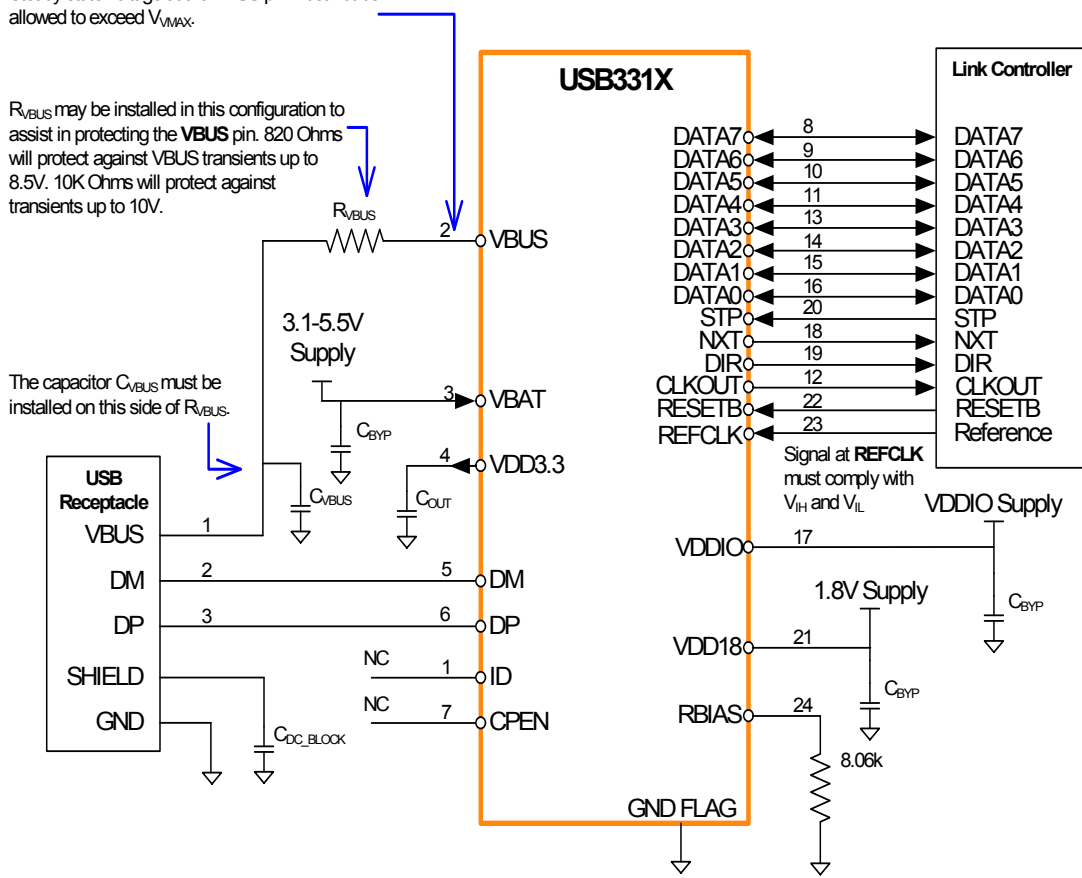 allowed to exceed VVMAX.
RVBUS may be installed in this configuration to
assist in protecting the VBUS pin. 820 Ohms
will protect against VBUS transients up to
8.5V. 10K Ohms will protect against
transients up to 10V.
RVBUS
2
VBUS
3.1-5.5V
Supply
3
VBAT
CBYP
The capacitor CVBUS must be
installed on this side of RVBUS.
4
VDD3.3
CVBUS
COUT
USB
Receptacle
VBUS
1
DM
2
5
DM
DP
3
6
DP
SHIELD
NC
1
ID
GND
NC
7
CPEN
CDC_BLOCK
USB331X
Link Controller
DATA7 8 DATA7
DATA6 9 DATA6
DATA5 10 DATA5
DATA4 11 DATA4
DATA3 13 DATA3
DATA2 14 DATA2
DATA1 15 DATA1
DATA0 16 DATA0
STP 20 STP
NXT 18 NXT
DIR 19 DIR
CLKOUT 12 CLKOUT
RESETB 22 RESETB
REFCLK 23 Reference
Signal at REFCLK
must comply with
VIH and VIL
VDDIO Supply
VDDIO 17
CBYP
1.8V Supply
VDD18 21
CBYP
RBIAS 24
8.06k
GND FLAG